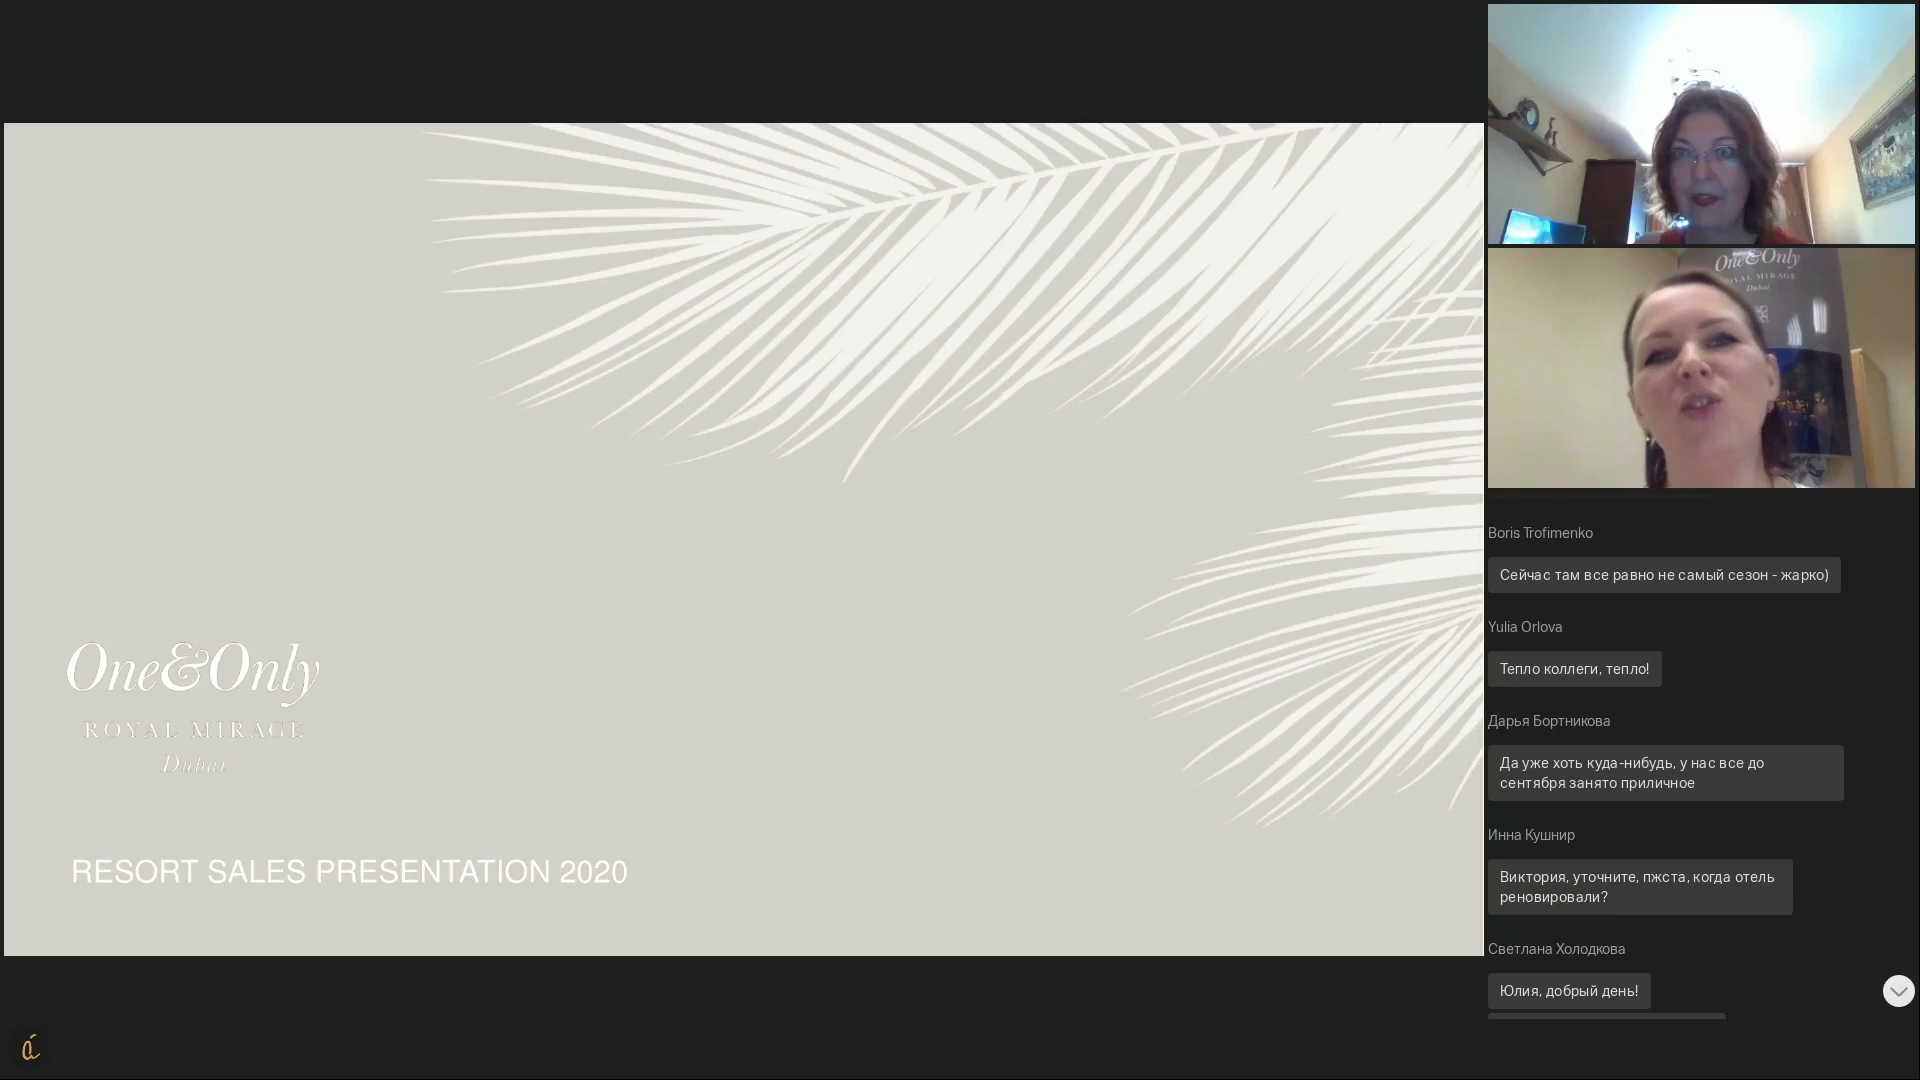 One&Only
ROYAL MIRAGE
Dubai
RESORT SALES PRESENTATION 2020
One&Only
ROYAL MIRAGE
Dubai
Boris Trofimenko
Сейчас там все равно не самый сезон - жарко)
Yulia Orlova
Тепло коллеги, тепло!
Дарья Бортникова
Да уже хоть куда-нибудь, у нас все до
сентября занято приличное
Инна Кушнир
Виктория, уточните, пжста, когда отель
реновировали?
Светлана Холодкова
Юлия, добрый день!
á